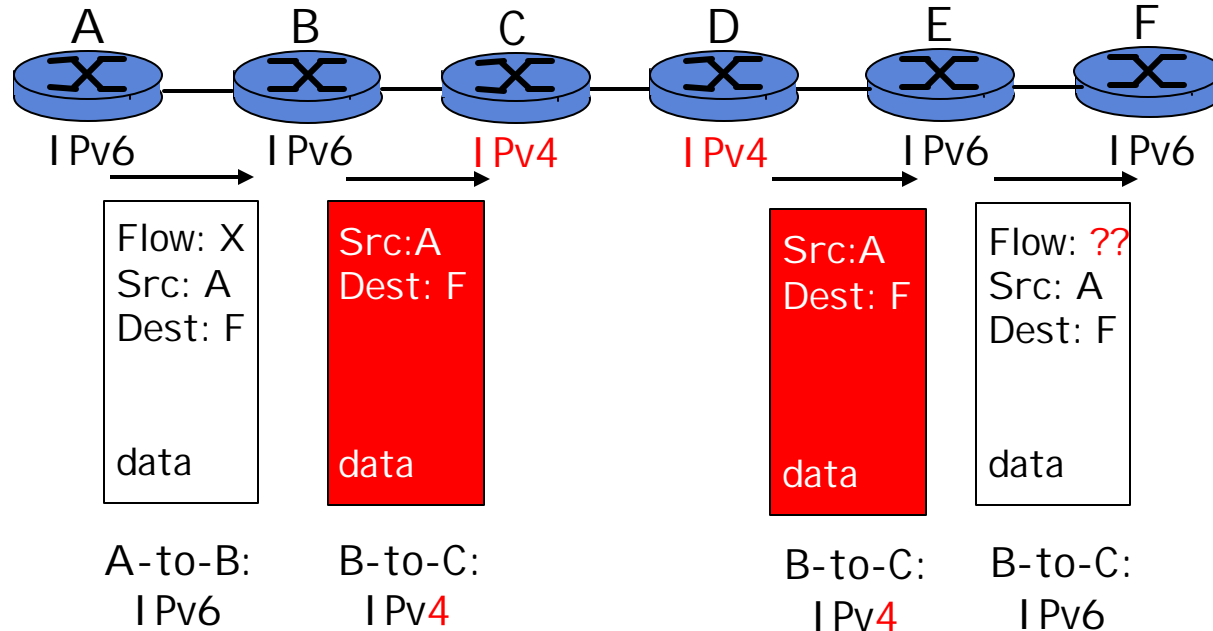 A B C D E F
IPv6 IPv6 IPv4 IPv4 IPv6 IPv6
Flow: X
Src: A
Dest: F
data
Src:A
Dest: F
data
Src:A
Dest: F
data
Flow: ??
Src: A
Dest: F
data
A-to-B:
IPv6
B-to-C:
IPv4
B-to-C:
IPv4
B-to-C:
IPv6